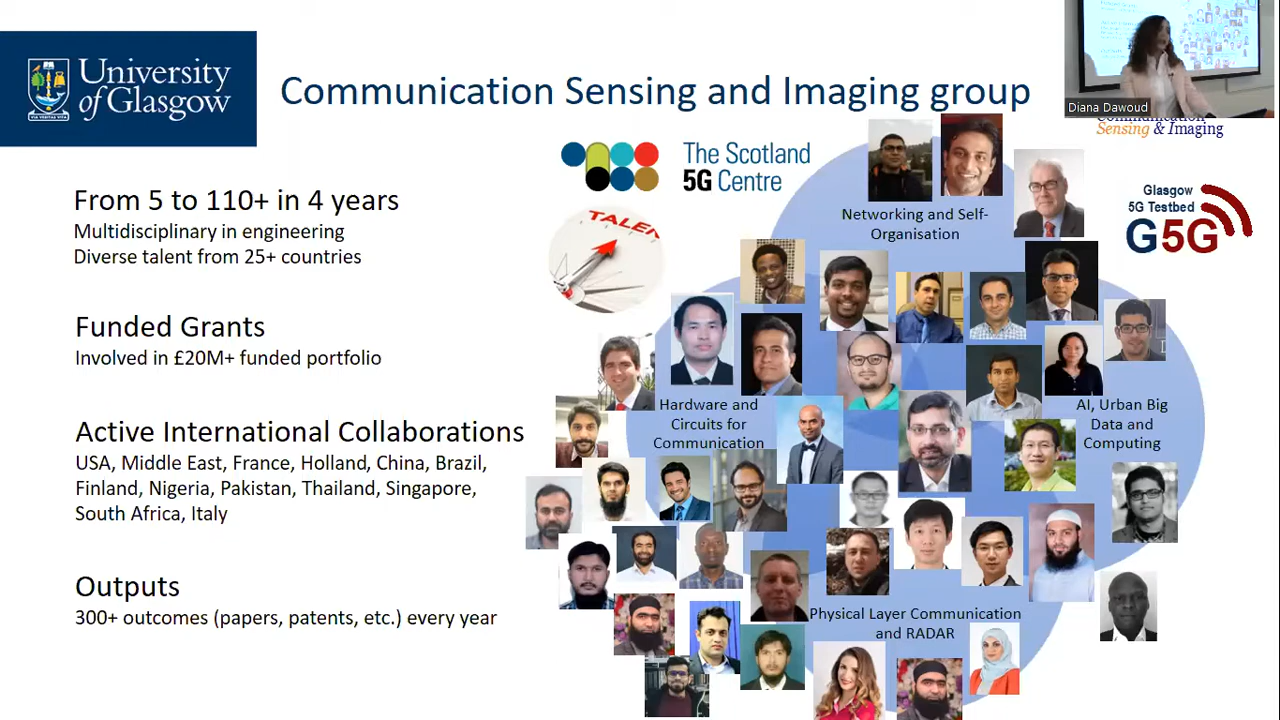 University
of Glasgow
VIA VERITAS VITA
Communication Sensing and Imaging group
Diana Dawoud
Communication
Sensing & Imaging
The Scotland
5G Centre
TALEN
Glasgow
5G Testbed
G5G
From 5 to 110+ in 4 years
Multidisciplinary in engineering
Diverse talent from 25+ countries
Funded Grants
Involved in £20M+ funded portfolio
Active International Collaborations
USA, Middle East, France, Holland, China, Brazil,
Finland, Nigeria, Pakistan, Thailand, Singapore,
South Africa, Italy
Outputs
300+ outcomes (papers, patents, etc.) every year
Networking and Self-
Organisation
Hardware and
Circuits for
Communication
AI, Urban Big
Data and
Computing
Physical Layer Communication
and RADAR